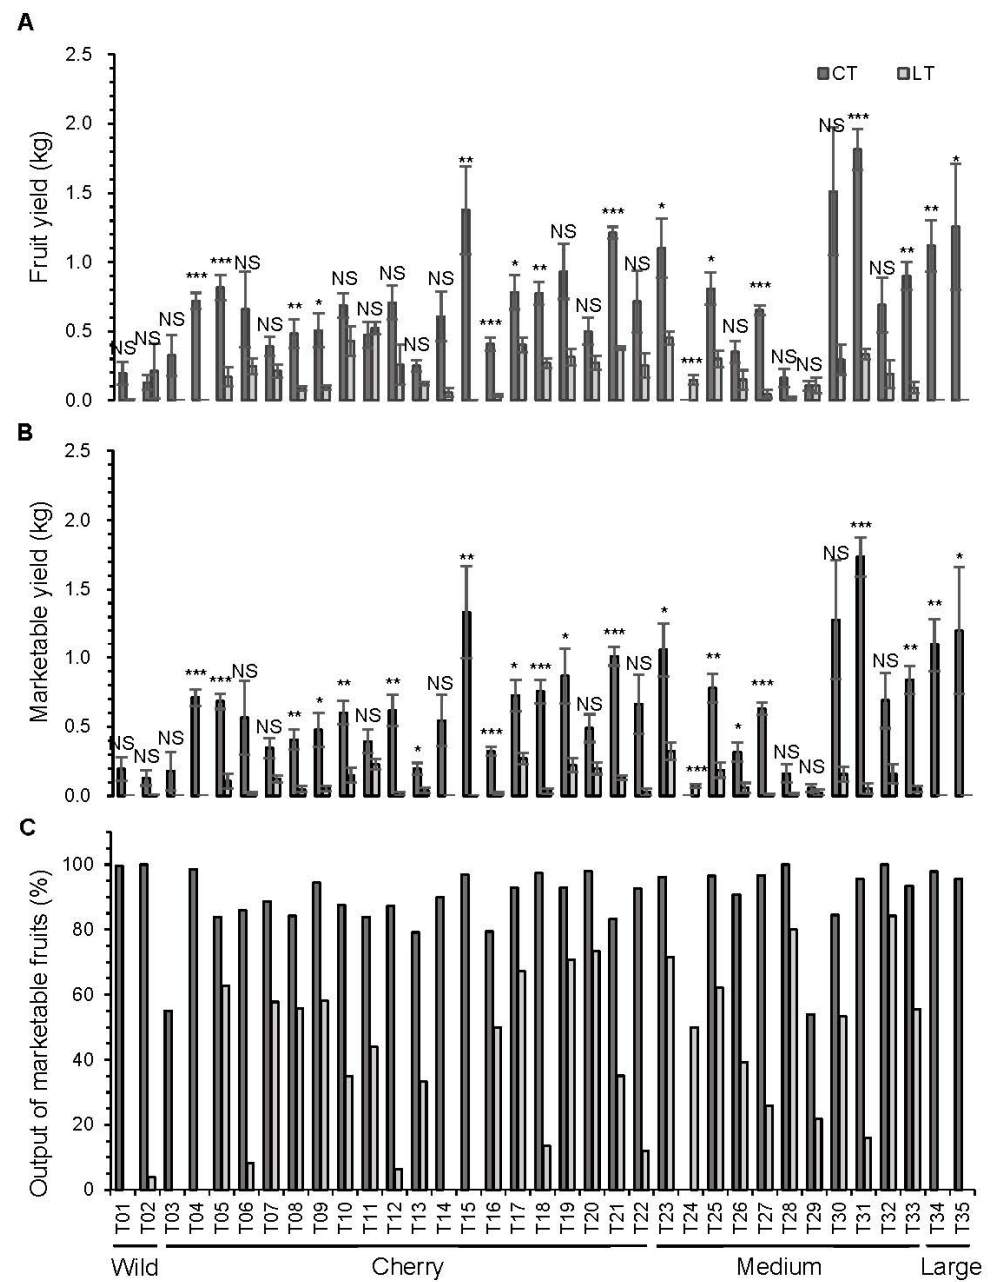 A
2.5
2.0
1.5
1.0
0.5
0.0
Fruit yield (kg)
CT LT
NS NS NS *** *** NS NS ** * NS NS NS NS NS ** *** * ** NS NS *** NS * *** * NS *** NS NS NS *** NS ** ** *
B
2.5
2.0
1.5
1.0
0.5
0.0
Marketable yield (kg)
NS NS NS *** *** NS NS ** * ** NS ** * NS ** *** * *** * NS *** NS * *** ** * *** NS NS NS *** NS ** ** *
C
100
80
60
40
20
0
Output of marketable fruits (%)
T01 T02 T03 T04 T05 T06 T07 T08 T09 T10 T11 T12 T13 T14 T15 T16 T17 T18 T19 T20 T21 T22 T23 T24 T25 T26 T27 T28 T29 T30 T31 T32 T33 T34 T35
Wild Cherry Medium Large